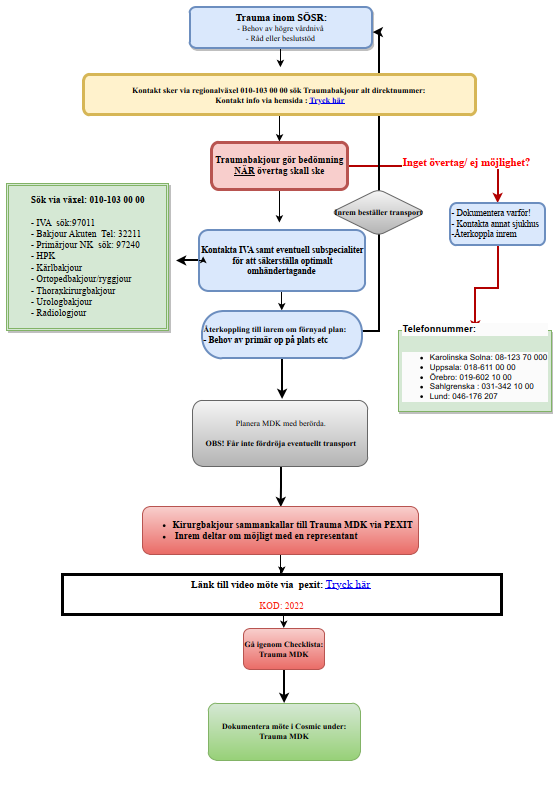 Trauma inom SÖSR:
- Behov av högre vårdnivå
- Råd eller beslutstöd
Kontakt sker via regionalväxel 010-103 00 00 sök Traumabakjour alt direktnummer:
Kontakt info via hemsida : Tryck här
Traumabakjour gör bedömning
NÄR övertag skall ske
Inget övertag/ ej möjlighet?
Sök via växel: 010-103 00 00
- IVA sök:97011
- Bakjour Akuten Tel: 32211
- Primärjour NK sök: 97240
- HPK
- Kärlbakjour
- Ortopedbakjour/ryggjour
- Thoraxkirurgbakjour
- Urologbakjour
- Radiologjour
Inrem beställer transport
- Dokumentera varför!
- Kontakta annat sjukhus
-Återkoppla inrem
Kontakta IVA samt eventuell subspecialiter
för att säkerställa optimalt
omhändertagande
Återkoppling till inrem om förnyad plan:
- Behov av primär op på plats etc
Telefonnummer:
• Karolinska Solna: 08-123 70 000
• Uppsala: 018-611 00 00
• Örebro: 019-602 10 00
• Sahlgrenska : 031-342 10 00
• Lund: 046-176 207
Planera MDK med berörda.
OBS! Får inte fördröja eventuellt transport
• Kirurgbakjour sammankallar till Trauma MDK via PEXIT
• Inrem deltar om möjligt med en representant
Länk till video möte via pexit: Tryck här
KOD: 2022
Gå igenom Checklista:
Trauma MDK
Dokumentera möte i Cosmic under:
Trauma MDK